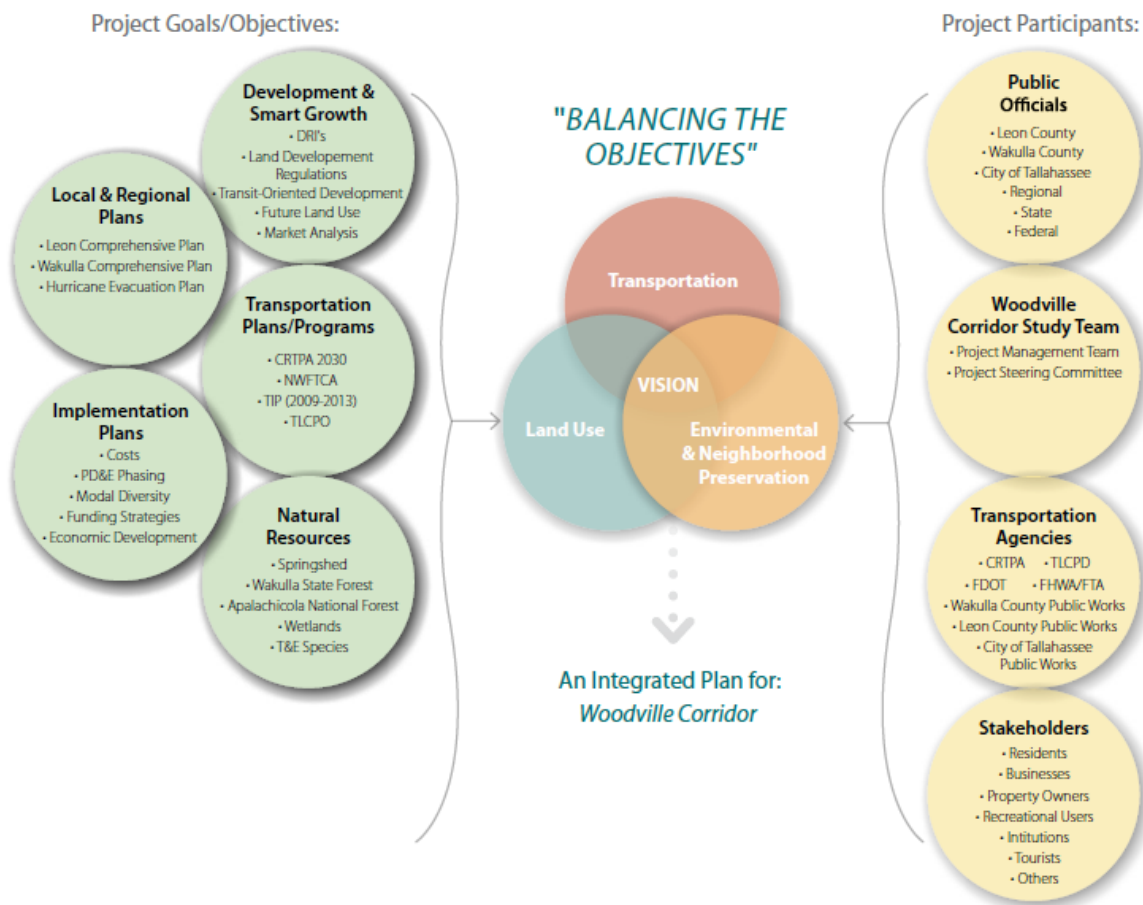 Project Goals/Objectives:
Development &
Smart Growth
• DRI's
• Land Developement
Regulations
• Transit-Oriented Development
• Future Land Use
• Market Analysis
Local & Regional
Plans
• Leon Comprehensive Plan
• Wakulla Comprehensive Plan
• Hurricane Evacuation Plan
Transportation
Plans/Programs
• CRTPA 2030
• NWFTCA
• TIP (2009-2013)
• TLCPO
Implementation
Plans
• Costs
• PD&E Phasing
• Modal Diversity
• Funding Strategies
• Economic Development
Natural
Resources
• Springshed
• Wakulla State Forest
• Apalachicola National Forest
• Wetlands
• T&E Species
"BALANCING THE
OBJECTIVES"
Transportation
VISION
Land Use
Environmental
& Neighborhood
Preservation
An Integrated Plan for:
Woodville Corridor
Project Participants:
Public
Officials
• Leon County
• Wakulla County
• City of Tallahassee
• Regional
• State
• Federal
Woodville
Corridor Study Team
• Project Management Team
• Project Steering Committee
Transportation
Agencies
• CRTPA • TLCPD
• FDOT • FHWA/FTA
• Wakulla County Public Works
• Leon County Public Works
• City of Tallahassee
Public Works
Stakeholders
• Residents
• Businesses
• Property Owners
• Recreational Users
• Intitutions
• Tourists
• Others